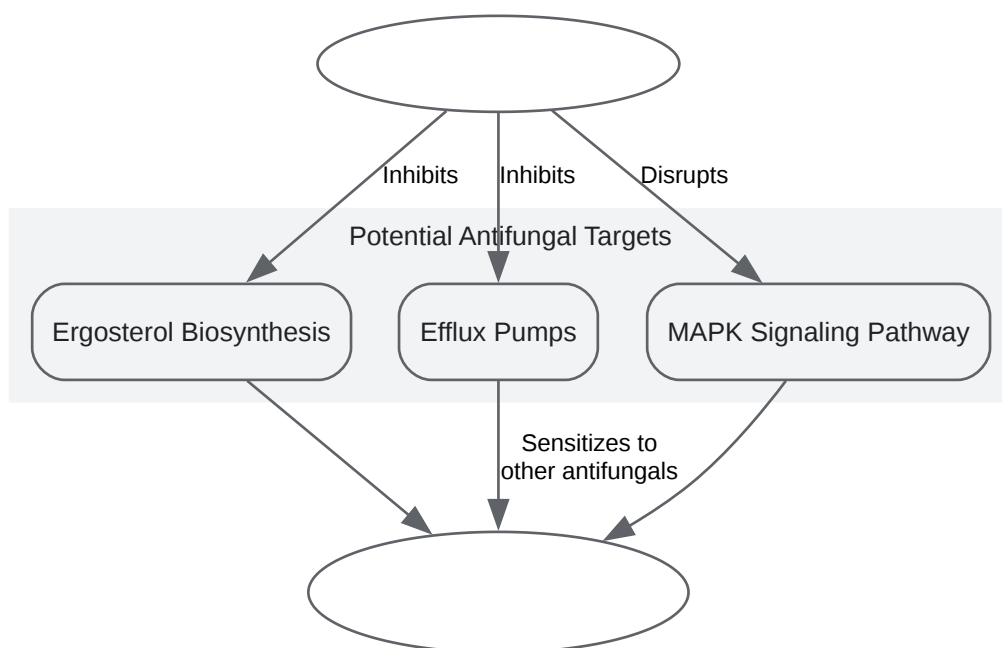 Inhibits
Inhibits
Disrupts
Potential Antifungal Targets
Ergosterol Biosynthesis
Efflux Pumps
MAPK Signaling Pathway
Sensitizes to
other antifungals